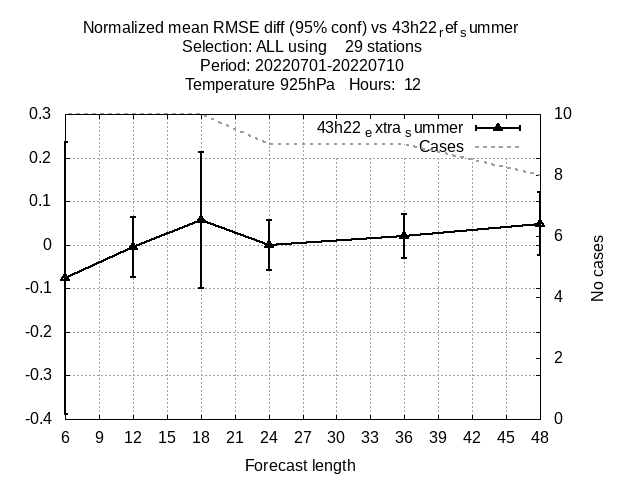 Normalized mean RMSE diff (95% conf) vs 43h22refsummer
Selection: ALL using    29 stations
Period: 20220701-20220710
Temperature 925hPa   Hours:  12
43h22extrasummer
Cases
0.3
0.2
0.1
0
-0.1
-0.2
-0.3
-0.4
10
8
6
4
2
0
No cases
6 9 12 15 18 21 24 27 30 33 36 39 42 45 48
Forecast length